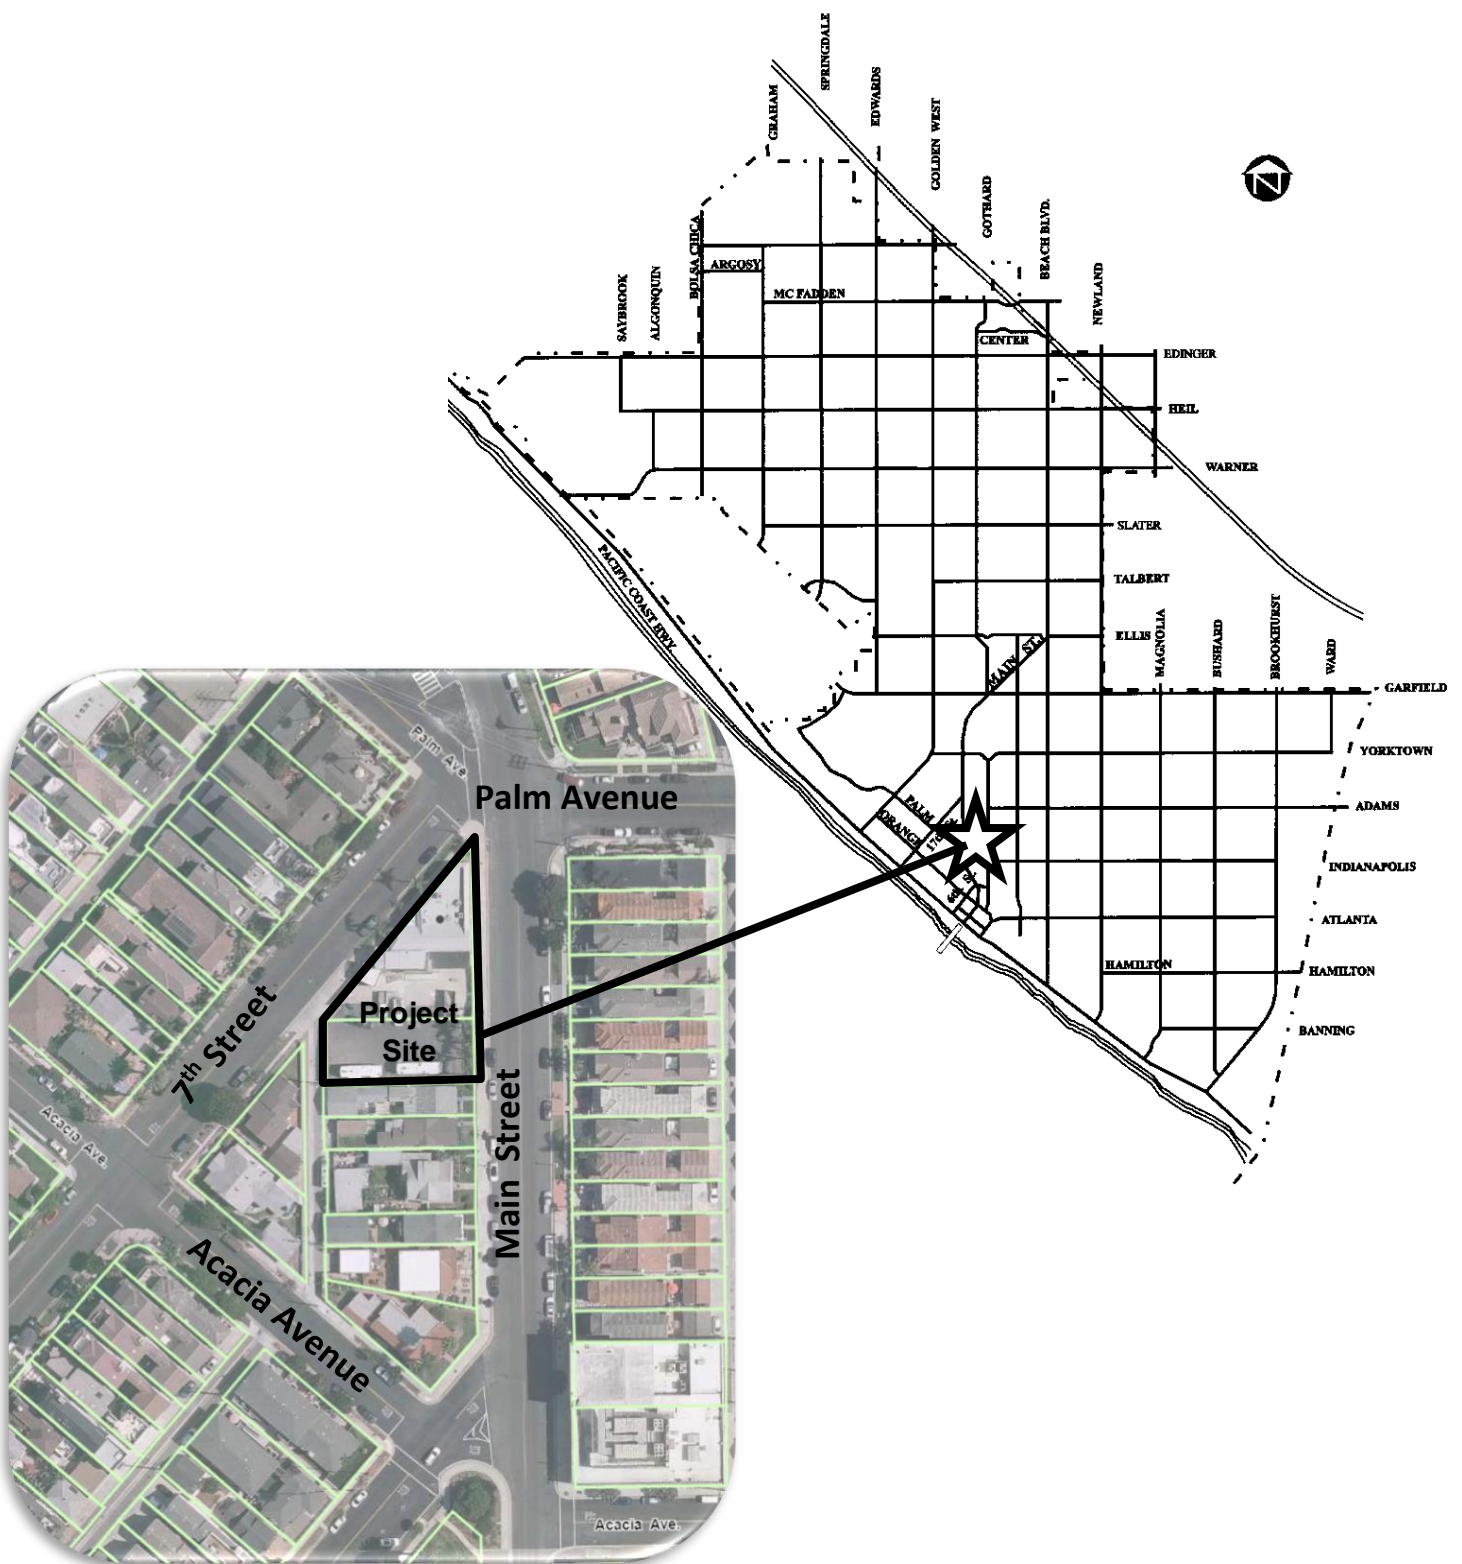 SPRINGDALE
GRAHAM
EDWARDS
GOLDEN WEST
GOTHARD
BEACH BLVD.
N
BOLSA CHICA
SAYBROOK
ALGONQUIN
NEWLAND
ARGOSY
MC FADDEN
CENTER
EDINGER
HEIL
WARNER
SLATER
TALBERT
PACIFIC COAST HWY.
ELLIS
MAIN ST.
MAGNOLIA
BUSHARD
BROOKHURST
WARD
GARFIELD
YORKTOWN
PALM
ORANGE
ADAMS
INDIANAPOLIS
ATLANTA
HAMILTON
HAMILTON
BANNING
Palm Ave
Palm Avenue
Project
Site
7th Street
Main Street
Acacia Ave.
Acacia Avenue
Acacia Ave.